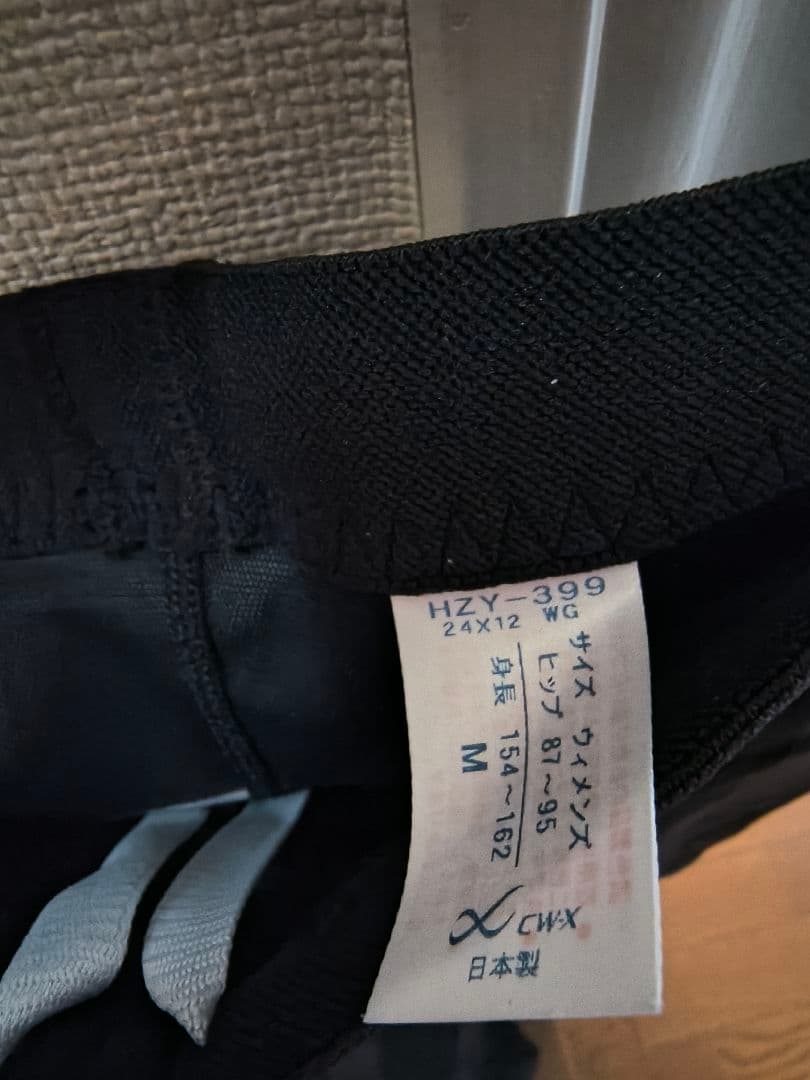 HZY-399
24X12 WG
サイズ ウィメンズ
ヒップ 87～95
身長 154～162
M
CW-X
日本製